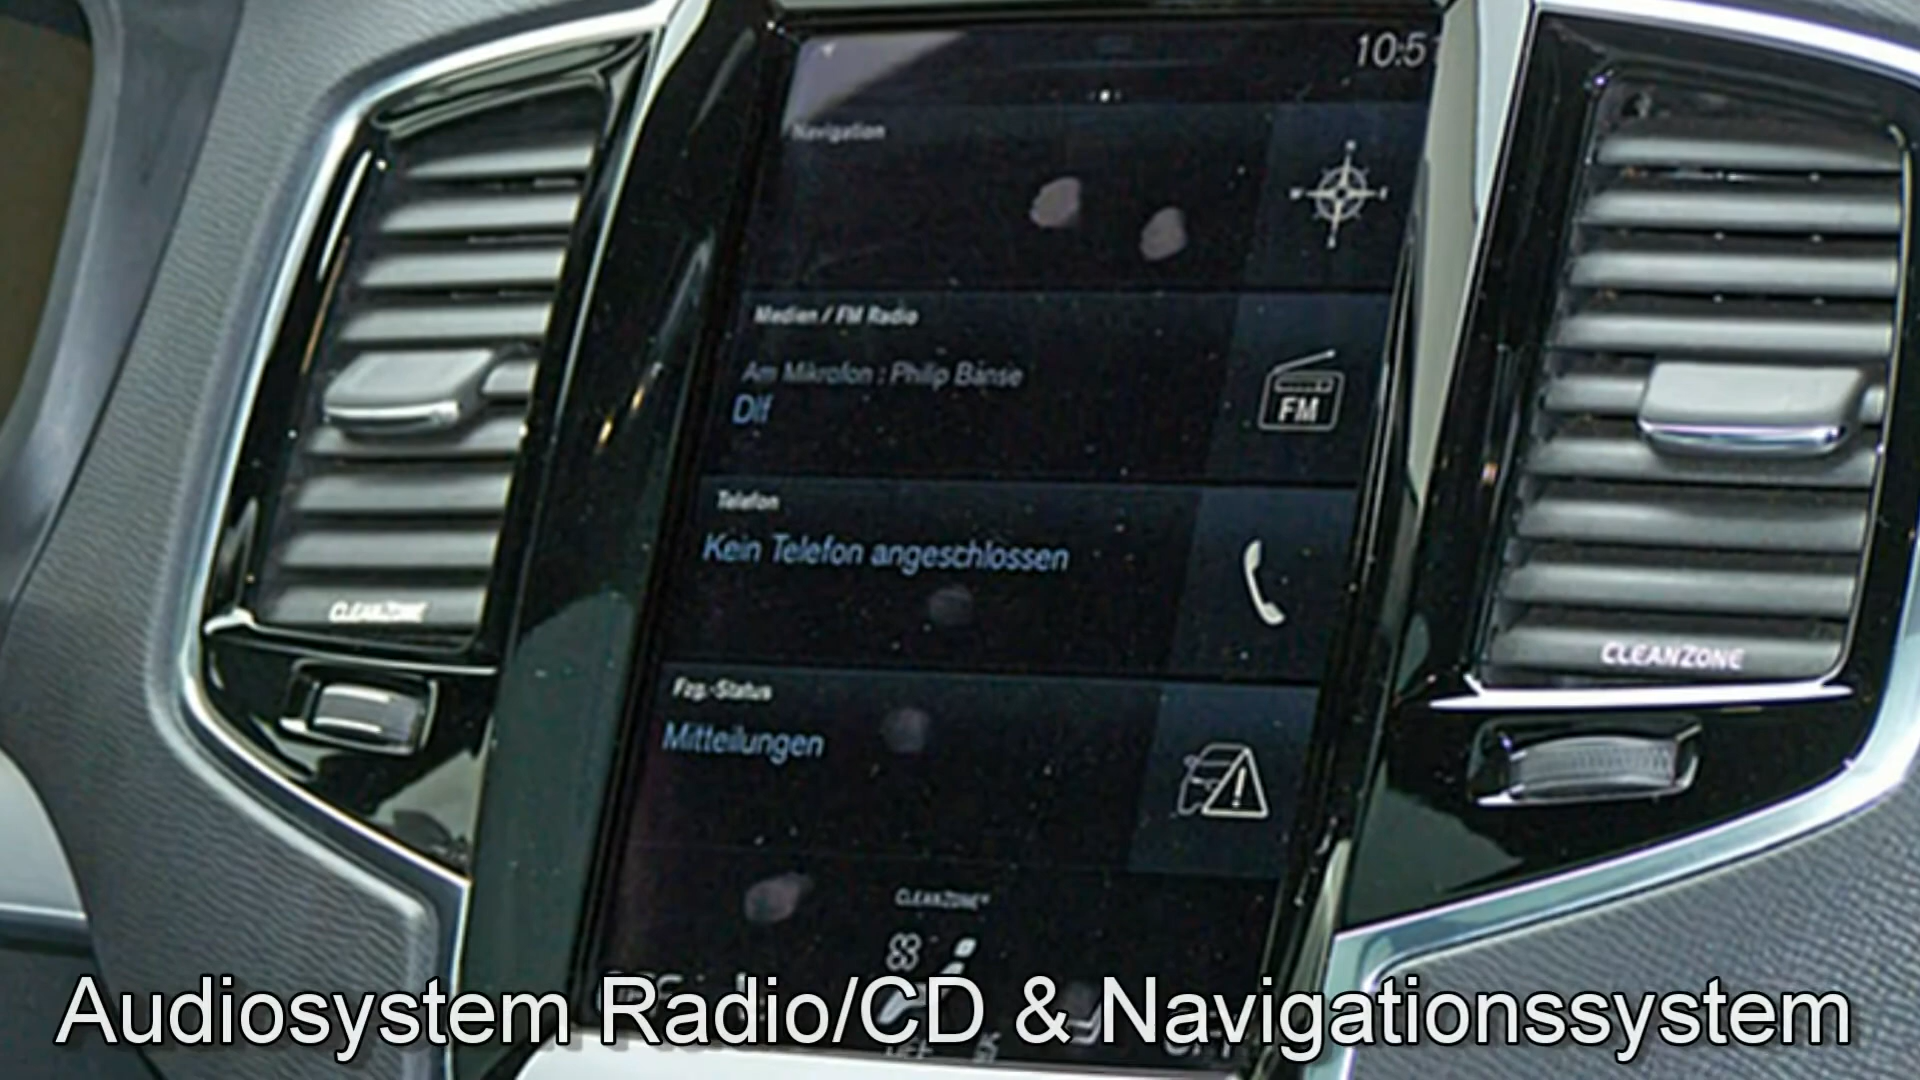 10:51
Navigation
Medien / FM Radio
Am Mikrofon : Philip Banse
Dlf
FM
Telefon
Kein Telefon angeschlossen
CLEANZONE
CLEANZONE
Fzg.-Status
Mitteilungen
CLEANZONE
Audiosystem Radio/CD & Navigationssystem